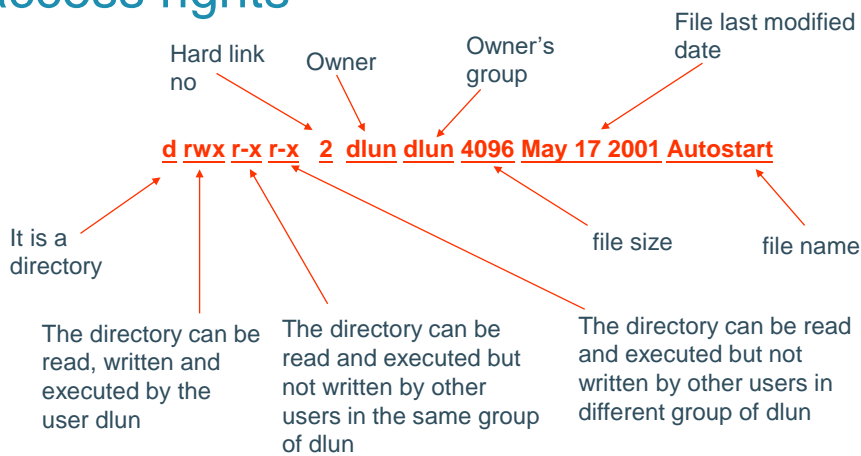 access rights
File last modified
date
Hard link
no
Owner
Owner's
group
d rwx r-x r-x 2 dlun dlun 4096 May 17 2001 Autostart
It is a
directory
file size
file name
The directory can be
read, written and
executed by the
user dlun
The directory can be
read and executed but
not written by other
users in the same group
of dlun
The directory can be read
and executed but not
written by other users in
different group of dlun